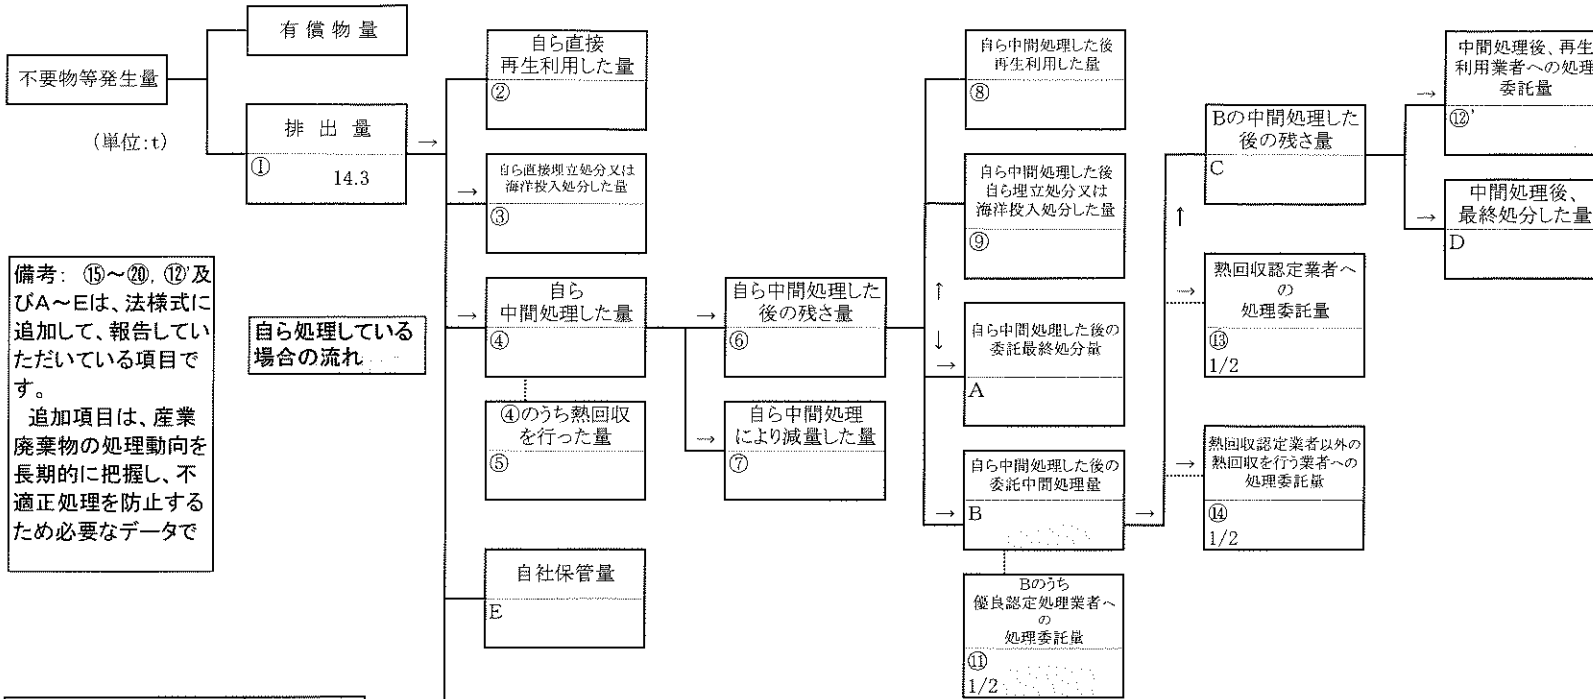 有償物量
不要物等発生量
(単位:t)
排出量
①
14.3
→
自ら直接
再生利用した量
②
→
自ら直接埋立処分又は
海洋投入処分した量
③
→
自ら
中間処理した量
④
④のうち熱回収
を行った量
⑤
自社保管量
E
→
自ら中間処理した
後の残さ量
⑥
→
自ら中間処理
により減量した量
⑦
自ら中間処理した後
再生利用した量
⑧
自ら中間処理した後
自ら埋立処分又は
海洋投入処分した量
⑨
↑
↓
→
自ら中間処理した後の
委託最終処分量
A
→
自ら中間処理した後の
委託中間処理量
B
→
Bのうち
優良認定処理業者へ
の
処理委託量
⑪
1/2
Bの中間処理した
後の残さ量
C
↑
→
熱回収認定業者へ
の
処理委託量
⑬
1/2
→
熱回収認定業者以外の
熱回収を行う業者への
処理委託量
⑭
1/2
→
中間処理後、再生
利用業者への処理
委託量
⑫'
→
中間処理後、
最終処分した量
D
備考: ⑮~⑳, ⑫'及
びA~Eは、法様式に
追加して、報告してい
ただいている項目で
す。
追加項目は、産業
廃棄物の処理動向を
長期的に把握し、不
適正処理を防止する
ため必要なデータで
自ら処理している
場合の流れ